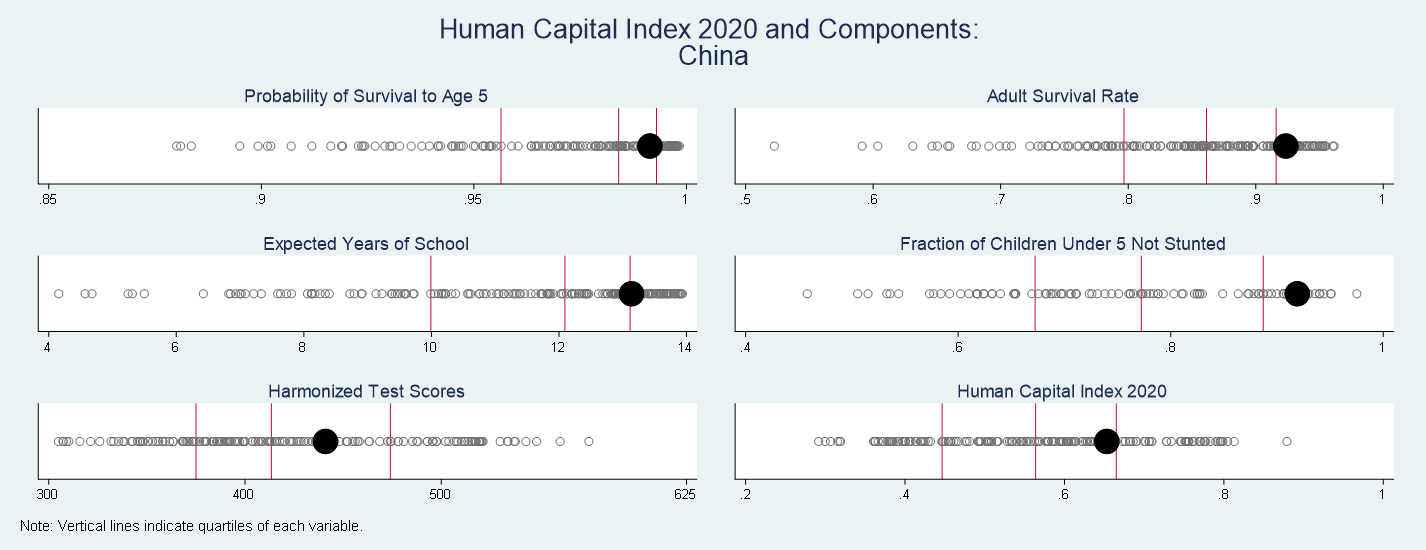 Human Capital Index 2020 and Components:
China
Probability of Survival to Age 5
.85 .9 .95 1
Adult Survival Rate
.5 .6 .7 .8 .9 1
Expected Years of School
4 6 8 10 12 14
Fraction of Children Under 5 Not Stunted
.4 .6 .8 1
Harmonized Test Scores
300 400 500 625
Human Capital Index 2020
.2 .4 .6 .8 1
Note: Vertical lines indicate quartiles of each variable.